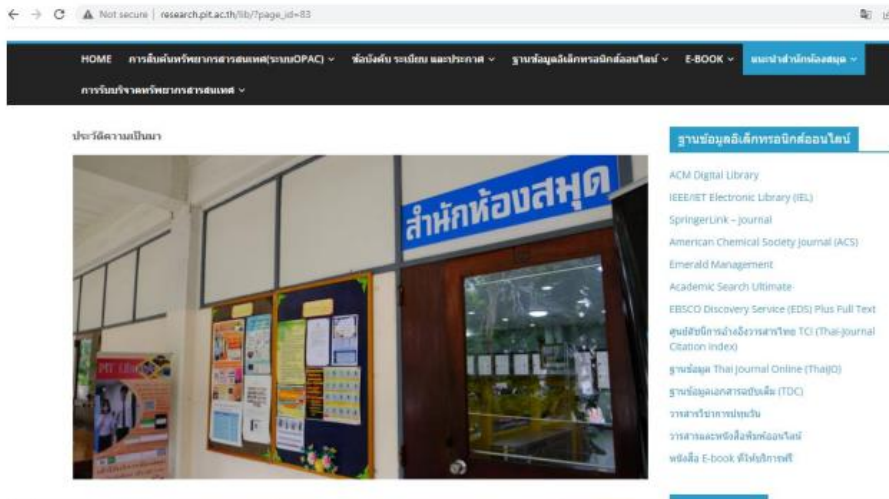 Not secure | research.pit.ac.th/lib/?page_id=83
HOME การสืบค้นทรัพยากรสารสนเทศ(ระบบOPAC) ข้อบังคับ ระเบียบ และประกาศ ฐานข้อมูลอิเล็กทรอนิกส์ออนไลน์ E-BOOK แนะนำสำนักห้องสมุด
การรับบริจาคทรัพยากรสารสนเทศ
ประวัติความเป็นมา
สำนักห้องสมุด
PIT
ฐานข้อมูลอิเล็กทรอนิกส์ออนไลน์
ACM Digital Library
IEEE/IET Electronic Library (IEL)
SpringerLink – Journal
American Chemical Society Journal (ACS)
Emerald Management
Academic Search Ultimate
EBSCO Discovery Service (EDS) Plus Full Text
ศูนย์ดัชนีการอ้างอิงวารสารไทย TCI (Thai-Journal
Citation Index)
ฐานข้อมูล Thai Journal Online (ThaiJO)
ฐานข้อมูลเอกสารฉบับเต็ม (TDC)
วารสารวิชาการปทุมวัน
วารสารและหนังสือพิมพ์ออนไลน์
หนังสือ E-book ที่ให้บริการฟรี